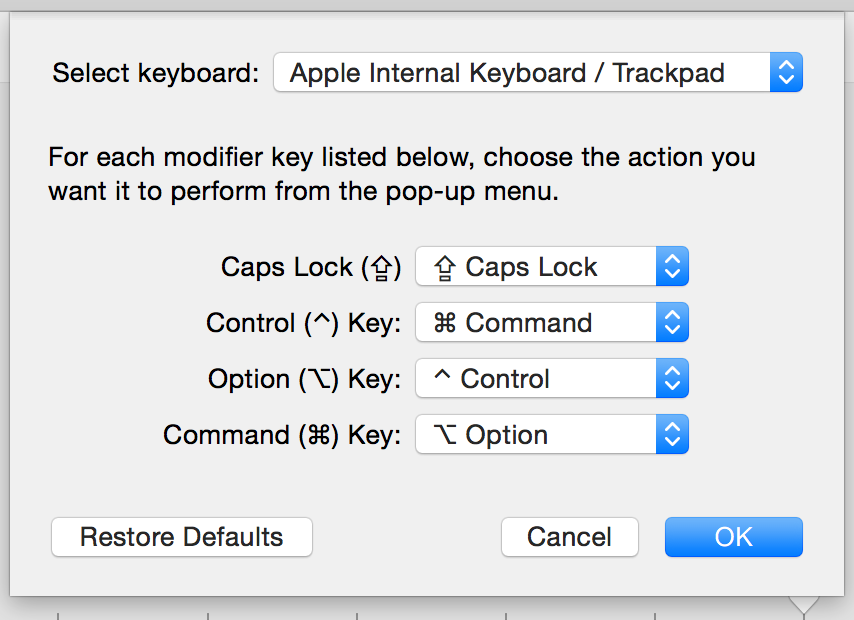 Select keyboard: Apple Internal Keyboard / Trackpad
For each modifier key listed below, choose the action you
want it to perform from the pop-up menu.
Caps Lock (⇪) ⇪ Caps Lock
Control (^) Key: ⌘ Command
Option (⌥) Key: ^ Control
Command (⌘) Key: ⌥ Option
Restore Defaults Cancel OK